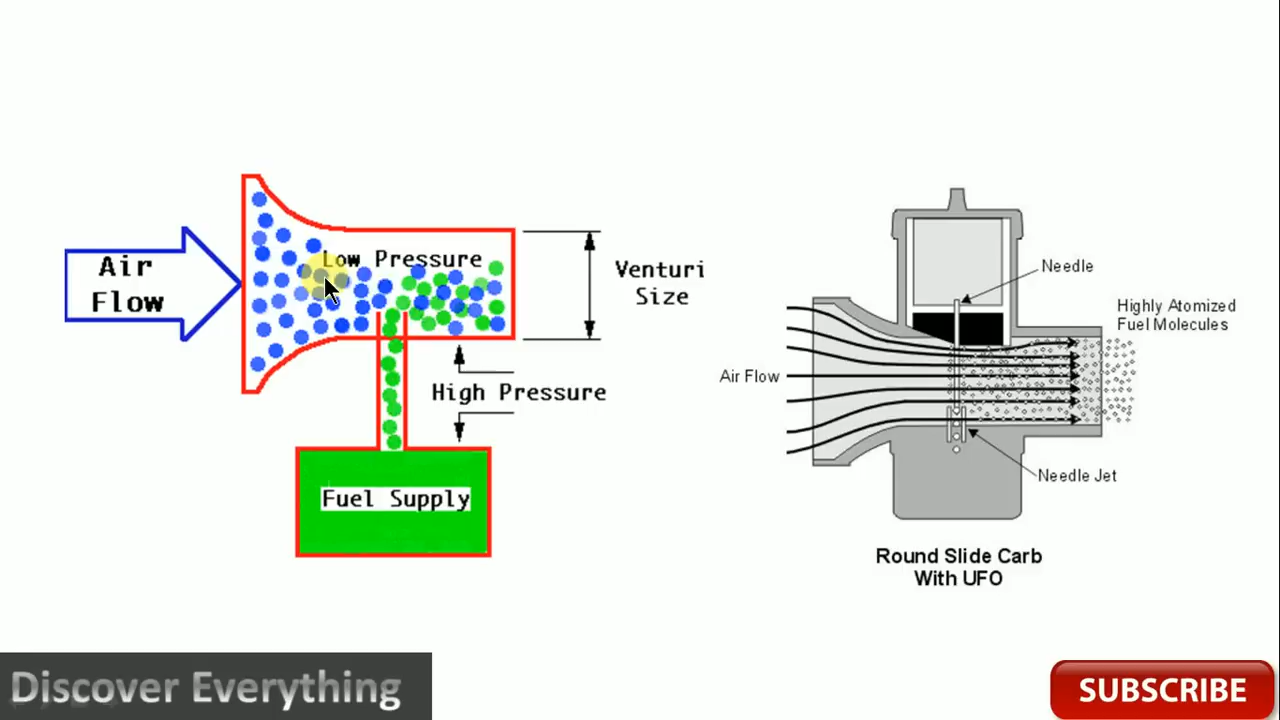 Air
Flow
Low Pressure
Venturi
Size
High Pressure
Fuel Supply
Needle
Highly Atomized
Fuel Molecules
Air Flow
Needle Jet
Round Slide Carb
With UFO
Discover Everything
SUBSCRIBE